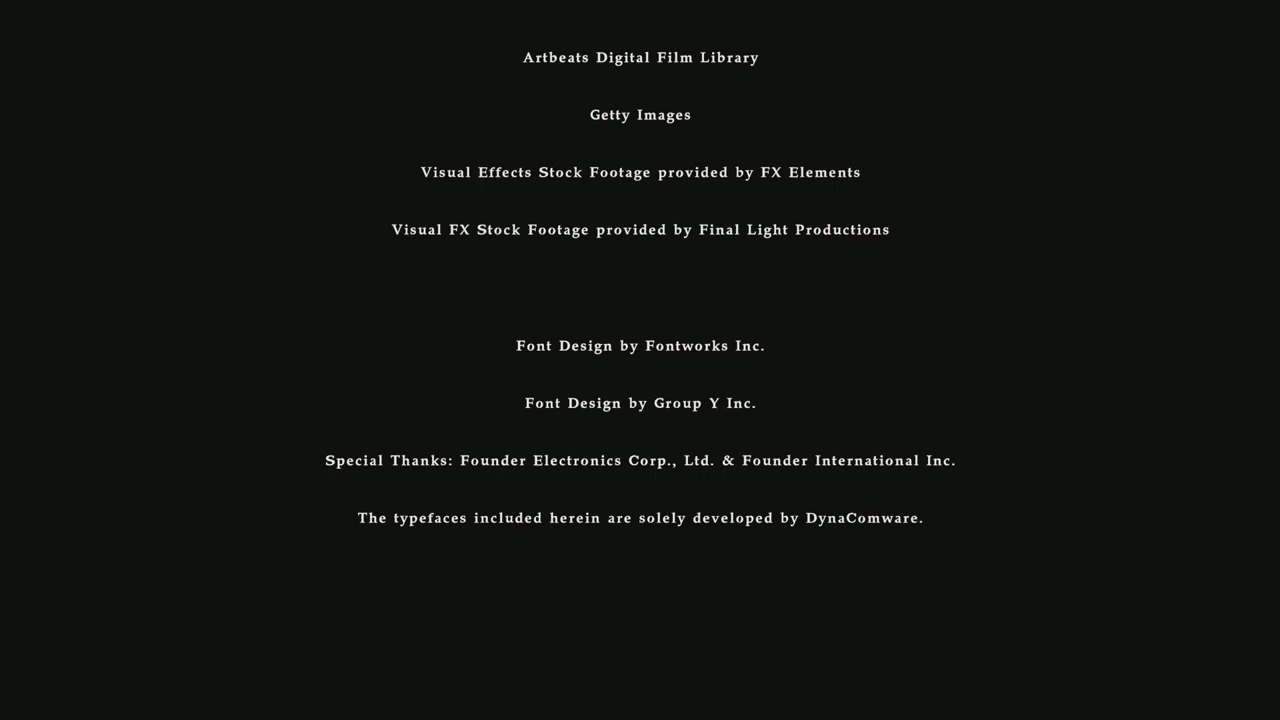 Artbeats Digital Film Library
Getty Images
Visual Effects Stock Footage provided by FX Elements
Visual FX Stock Footage provided by Final Light Productions
Font Design by Fontworks Inc.
Font Design by Group Y Inc.
Special Thanks: Founder Electronics Corp., Ltd. & Founder International Inc.
The typefaces included herein are solely developed by DynaComware.